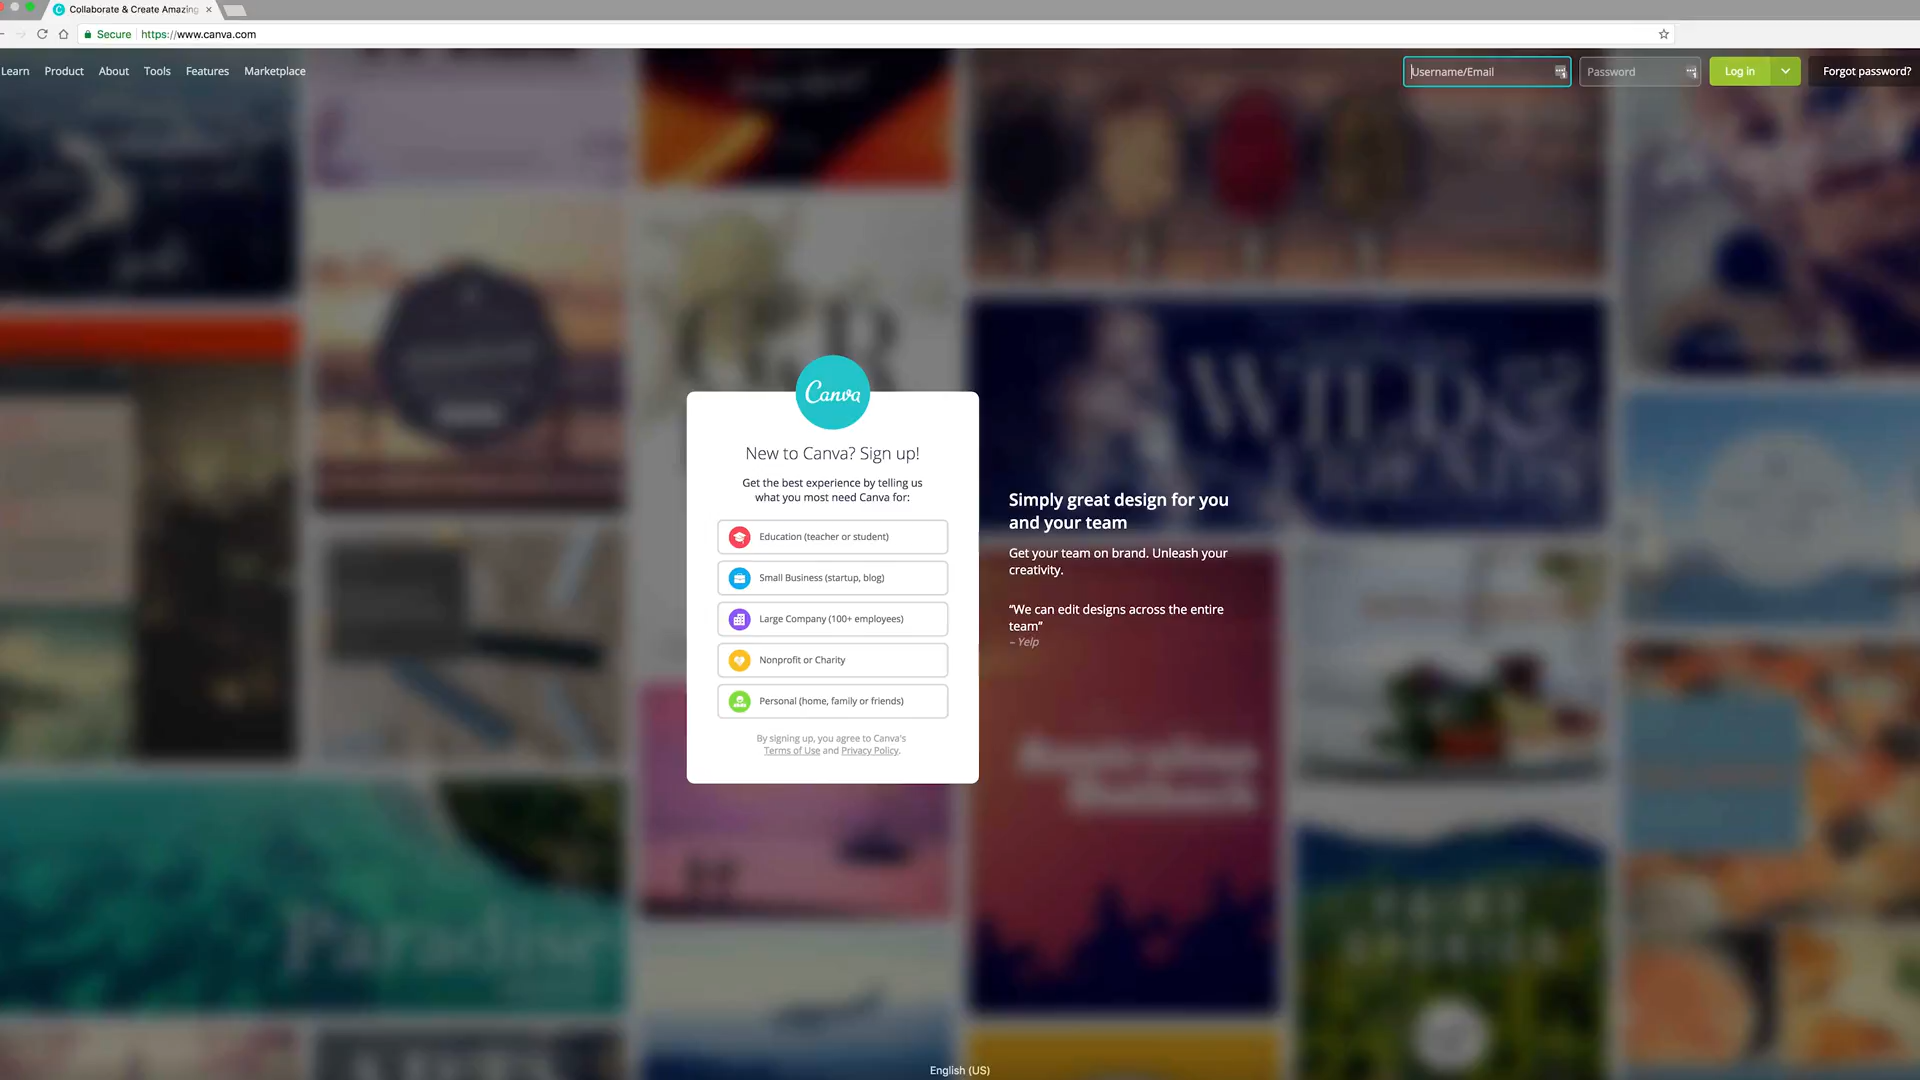 Collaborate & Create Amazing
Secure
https://www.canva.com
Learn
Product
About
Tools
Features
Marketplace
Username/Email
Password
Log in
Forgot password?
Canva
New to Canva? Sign up!
Get the best experience by telling us
what you most need Canva for:
Education (teacher or student)
Small Business (startup, blog)
Large Company (100+ employees)
Nonprofit or Charity
Personal (home, family or friends)
By signing up, you agree to Canva's
Terms of Use and Privacy Policy.
Simply great design for you
and your team
Get your team on brand. Unleash your
creativity.
“We can edit designs across the entire
team”
– Yelp
WILD &
FRIENDS
Paradise
FAIRY
STORIES
English (US)